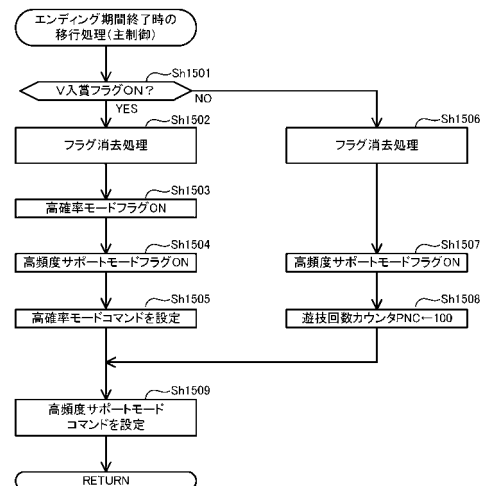 エンディング期間終了時の
移行処理(主制御)
Sh1501
V入賞フラグON?
NO
YES
Sh1502
フラグ消去処理
Sh1506
フラグ消去処理
Sh1503
高確率モードフラグON
Sh1504
高頻度サポートモードフラグON
Sh1507
高頻度サポートモードフラグON
Sh1505
高確率モードコマンドを設定
Sh1508
遊技回数カウンタPNC←100
Sh1509
高頻度サポートモード
コマンドを設定
RETURN